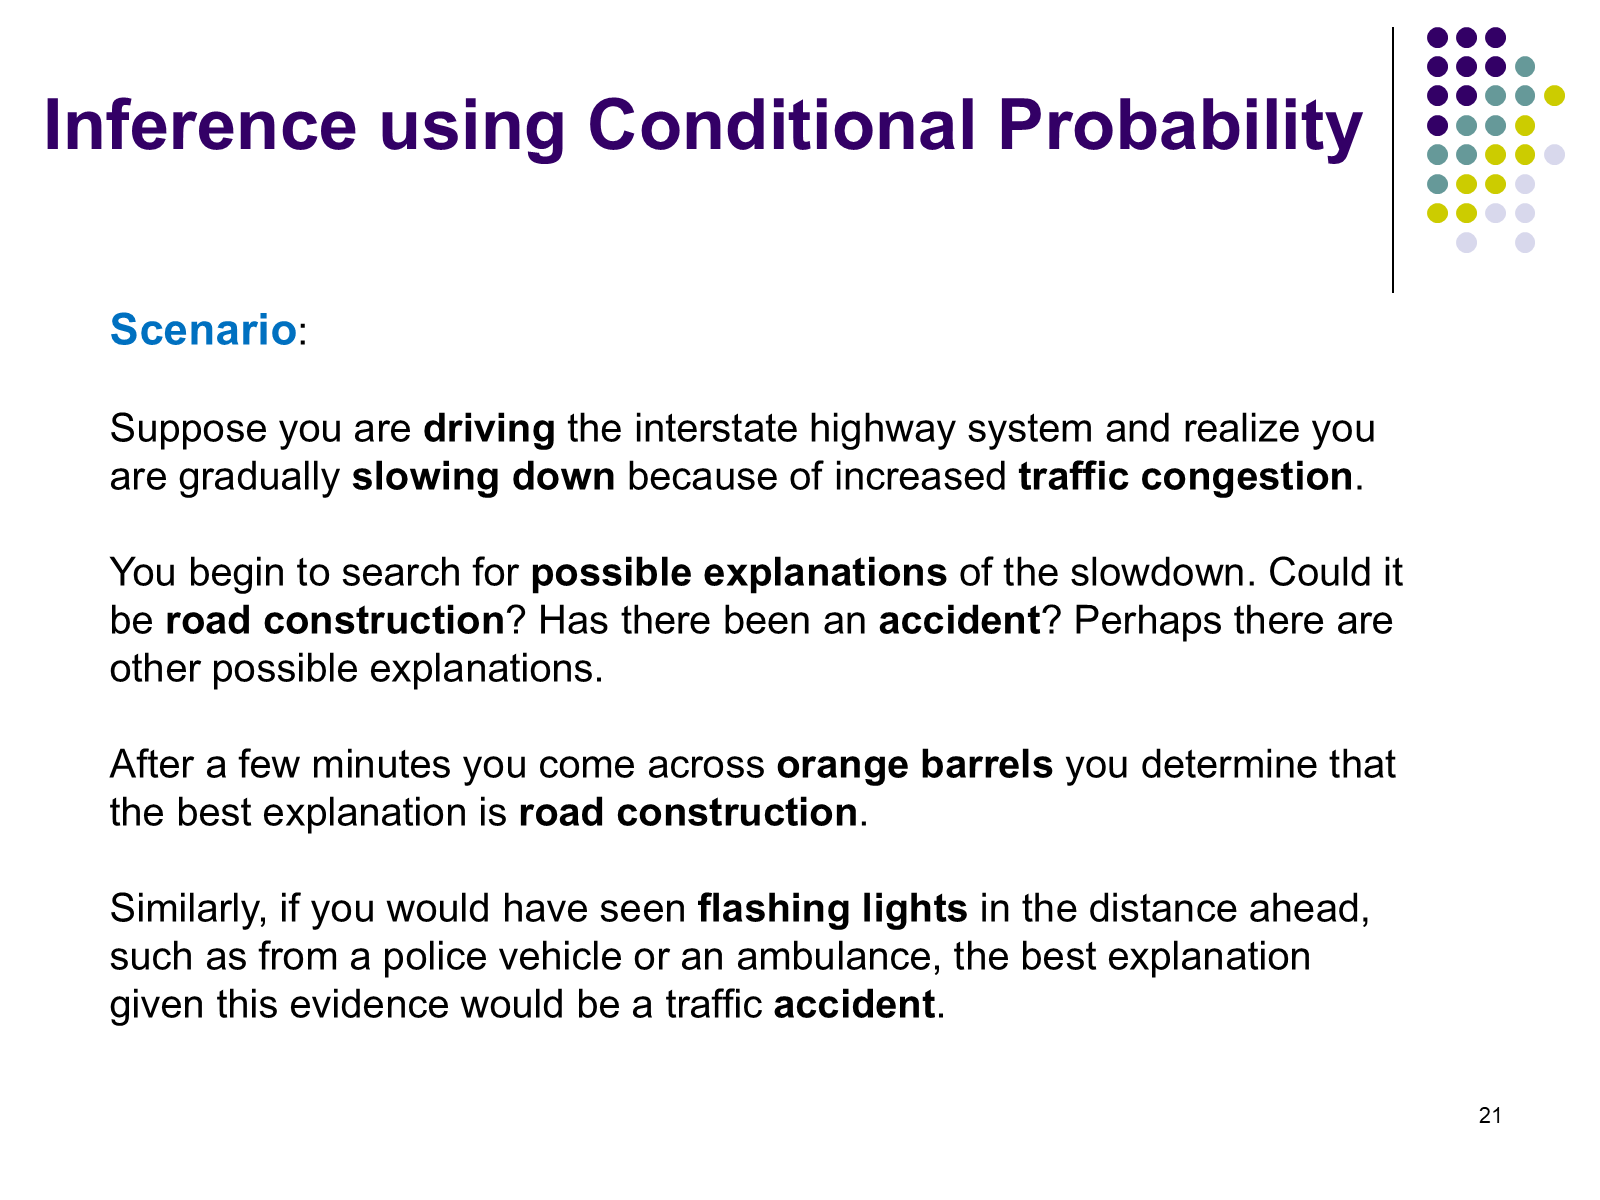 Inference using Conditional Probability
Scenario:
Suppose you are driving the interstate highway system and realize you
are gradually slowing down because of increased traffic congestion.
You begin to search for possible explanations of the slowdown. Could it
be road construction? Has there been an accident? Perhaps there are
other possible explanations.
After a few minutes you come across orange barrels you determine that
the best explanation is road construction.
Similarly, if you would have seen flashing lights in the distance ahead,
such as from a police vehicle or an ambulance, the best explanation
given this evidence would be a traffic accident.
21